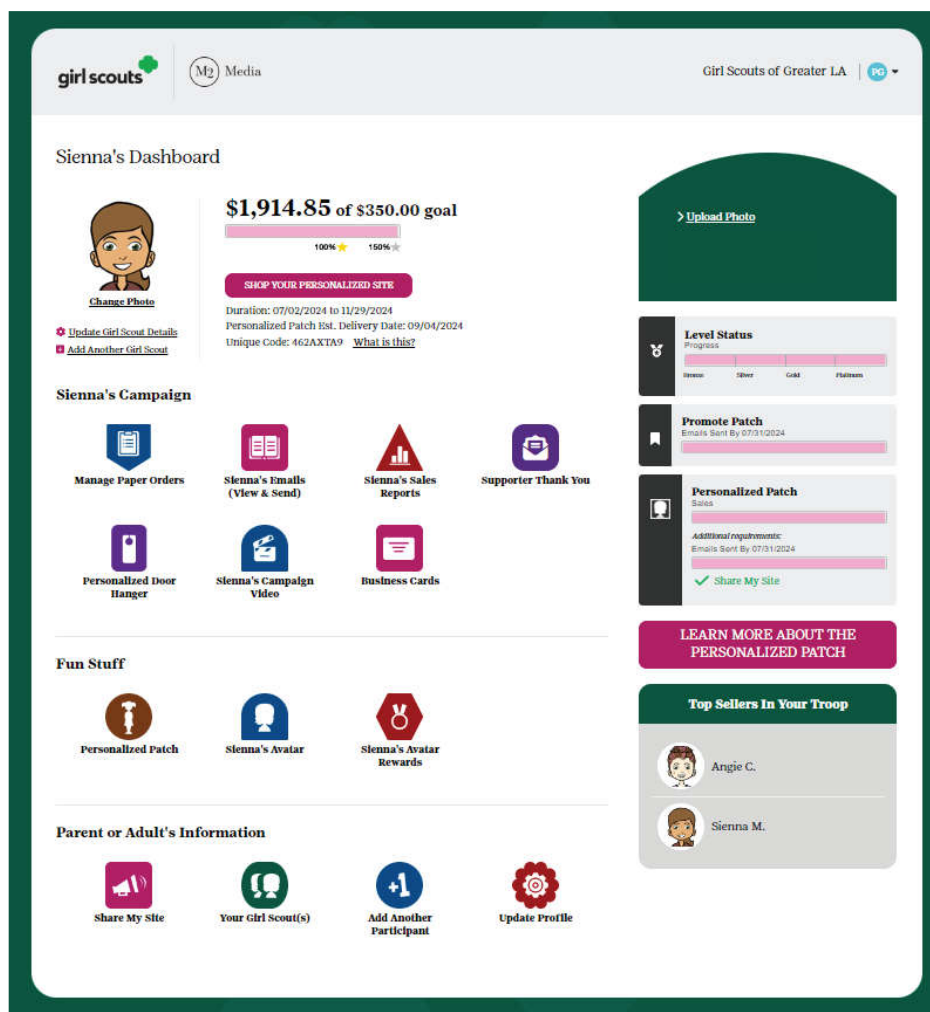 girl scouts
M2 Media
Girl Scouts of Greater LA
PG
Sienna's Dashboard
$1,914.85 of $350.00 goal
100% 150%
SHOP YOUR PERSONALIZED SITE
Duration: 07/02/2024 to 11/29/2024
Personalized Patch Est. Delivery Date: 09/04/2024
Unique Code: 462AXTA9 What is this?
Change Photo
Update Girl Scout Details
Add Another Girl Scout
Upload Photo
Level Status
Progress
Bronze Silver Gold Platinum
Promote Patch
Emails Sent By 07/31/2024
Personalized Patch
Sales
Additional requirements:
Emails Sent By 07/31/2024
Share My Site
LEARN MORE ABOUT THE
PERSONALIZED PATCH
Top Sellers In Your Troop
Angie C.
Sienna M.
Sienna's Campaign
Manage Paper Orders
Sienna's Emails
(View & Send)
Sienna's Sales
Reports
Supporter Thank You
Personalized Door
Hanger
Sienna's Campaign
Video
Business Cards
Fun Stuff
Personalized Patch
Sienna's Avatar
Sienna's Avatar
Rewards
Parent or Adult's Information
Share My Site
Your Girl Scout(s)
+1
Add Another
Participant
Update Profile